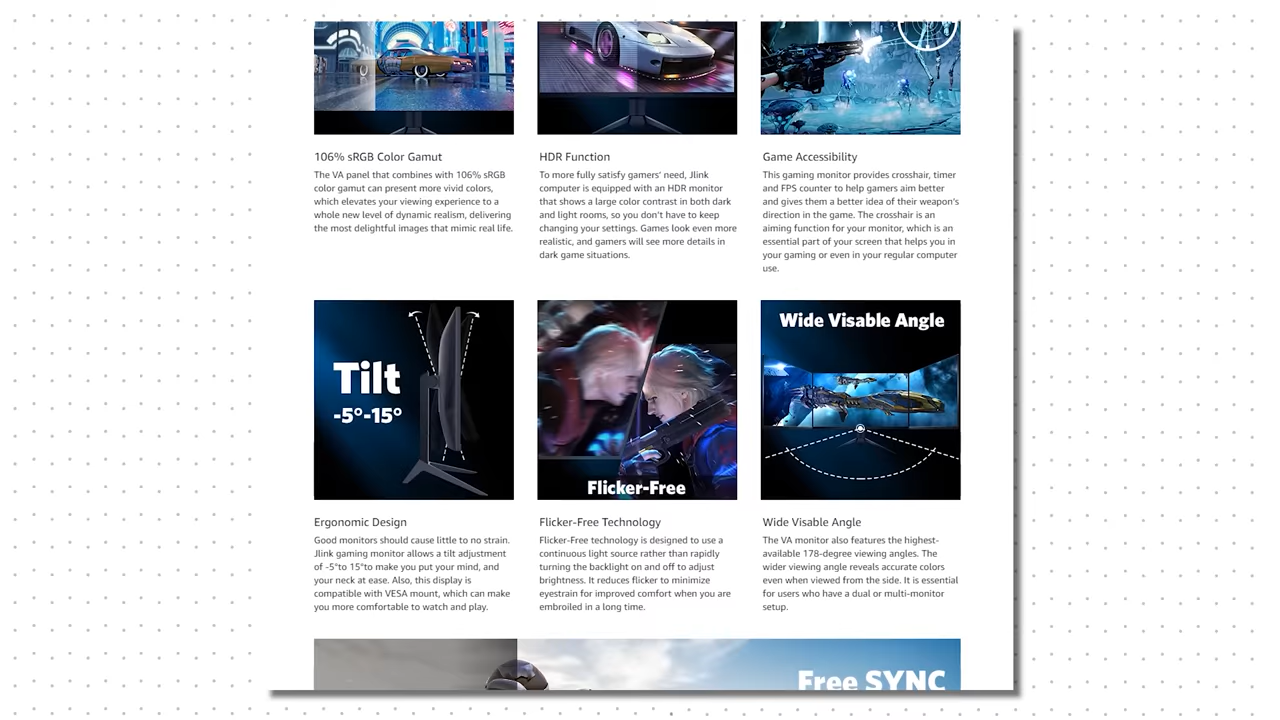 106% sRGB Color Gamut
The VA panel that combines with 106% sRGB
color gamut can present more vivid colors,
which elevates your viewing experience to a
whole new level of dynamic realism, delivering
the most delightful images that mimic real life.
HDR Function
To more fully satisfy gamers' need, Jlink
computer is equipped with an HDR monitor
that shows a large color contrast in both dark
and light rooms, so you don't have to keep
changing your settings. Games look even more
realistic, and gamers will see more details in
dark game situations.
Game Accessibility
This gaming monitor provides crosshair, timer
and FPS counter to help gamers aim better
and gives them a better idea of their weapon's
direction in the game. The crosshair is an
aiming function for your monitor, which is an
essential part of your screen that helps you in
your gaming or even in your regular computer
use.
Tilt
-5°-15°
Flicker-Free
Wide Visable Angle
Ergonomic Design
Good monitors should cause little to no strain.
Jlink gaming monitor allows a tilt adjustment
of -5°to 15°to make you put your mind, and
your neck at ease. Also, this display is
compatible with VESA mount, which can make
you more comfortable to watch and play.
Flicker-Free Technology
Flicker-Free technology is designed to use a
continuous light source rather than rapidly
turning the backlight on and off to adjust
brightness. It reduces flicker to minimize
eyestrain for improved comfort when you are
embroiled in a long time.
Wide Visable Angle
The VA monitor also features the highest-
available 178-degree viewing angles. The
wider viewing angle reveals accurate colors
even when viewed from the side. It is essential
for users who have a dual or multi-monitor
setup.
Free SYNC